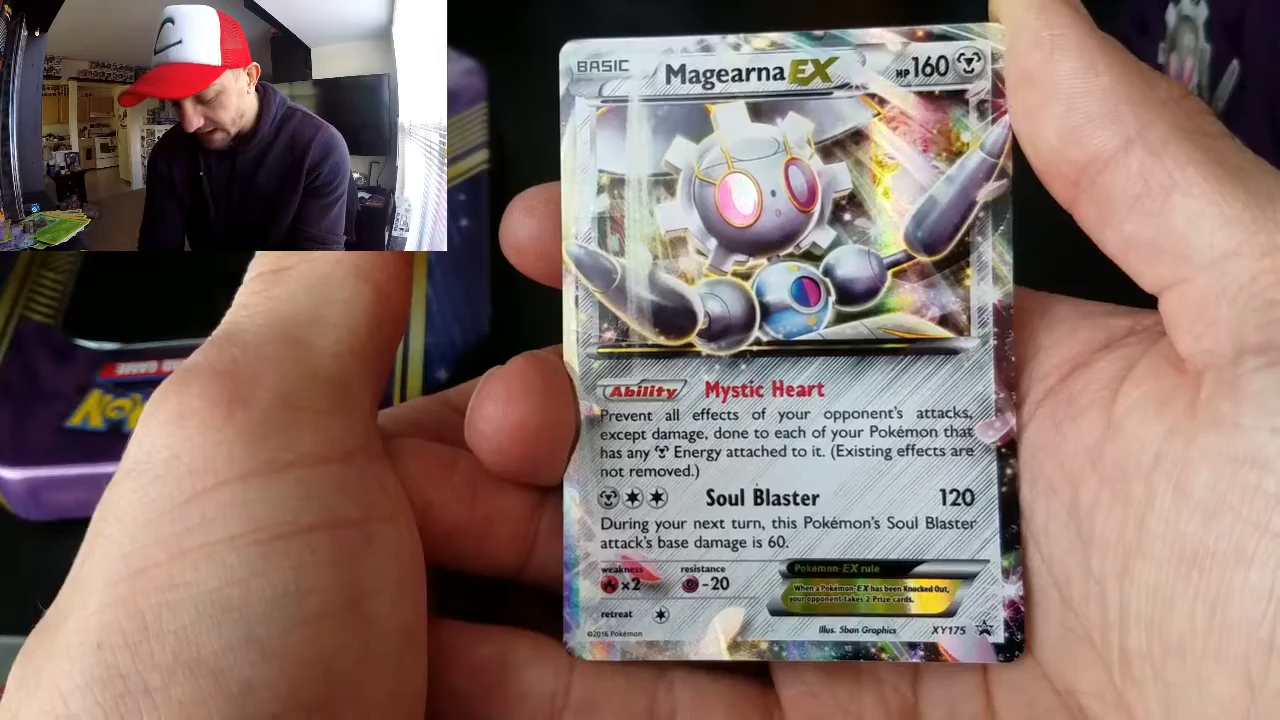 BASIC Magearna EX HP 160
Ability Mystic Heart
Prevent all effects of your opponent's attacks,
except damage, done to each of your Pokémon that
has any Energy attached to it. (Existing effects are
not removed.)
Soul Blaster 120
During your next turn, this Pokémon's Soul Blaster
attack's base damage is 60.
weakness resistance
×2 -20
Pokémon-EX rule
When a Pokémon-EX has been Knocked Out,
your opponent takes 2 Prize cards.
retreat
©2016 Pokémon Illus. 5ban Graphics XY175